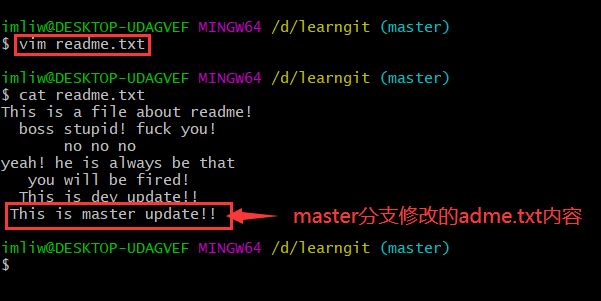 imliw@DESKTOP-UDAGVEF MINGW64 /d/learngit (master)
$ vim readme.txt
imliw@DESKTOP-UDAGVEF MINGW64 /d/learngit (master)
$ cat readme.txt
This is a file about readme!
boss stupid! fuck you!
no no no
yeah! he is always be that
you will be fired!
This is dev update!!
This is master update!! master分支修改的adme.txt内容
imliw@DESKTOP-UDAGVEF MINGW64 /d/learngit (master)
$